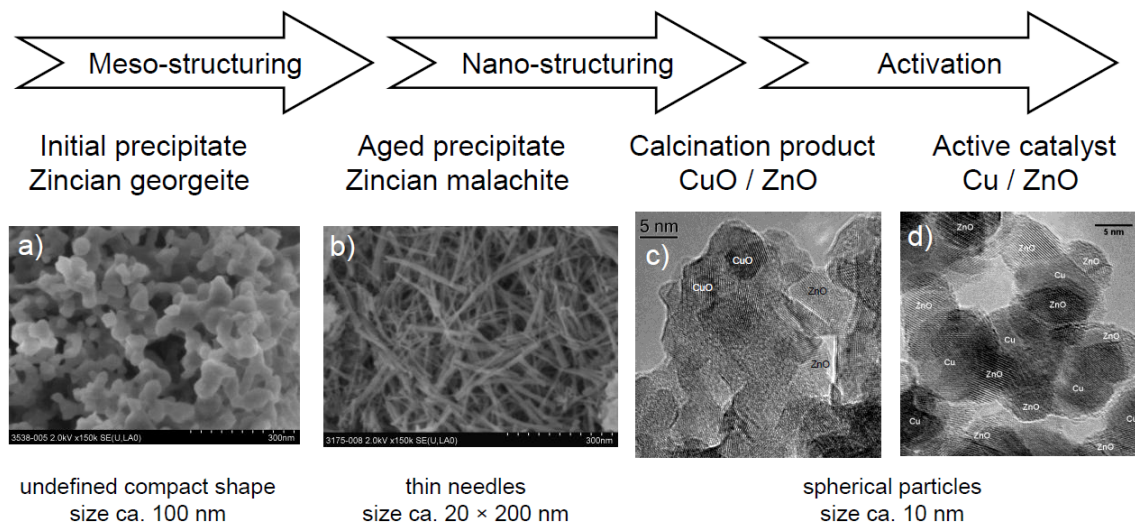 Meso-structuring
Nano-structuring
Activation
Initial precipitate
Zincian georgeite
Aged precipitate
Zincian malachite
Calcination product
CuO / ZnO
Active catalyst
Cu / ZnO
a)
3538-005 2.0kV x150k SE(U,LA0)
300nm
b)
3175-008 2.0kV x150k SE(U,LA0)
300nm
5 nm
c)
CuO
CuO
ZnO
ZnO
d)
5 nm
ZnO
ZnO
ZnO
Cu
ZnO
Cu
ZnO
Cu
ZnO
Cu
ZnO
Cu
Cu
ZnO
ZnO
undefined compact shape
size ca. 100 nm
thin needles
size ca. 20 × 200 nm
spherical particles
size ca. 10 nm